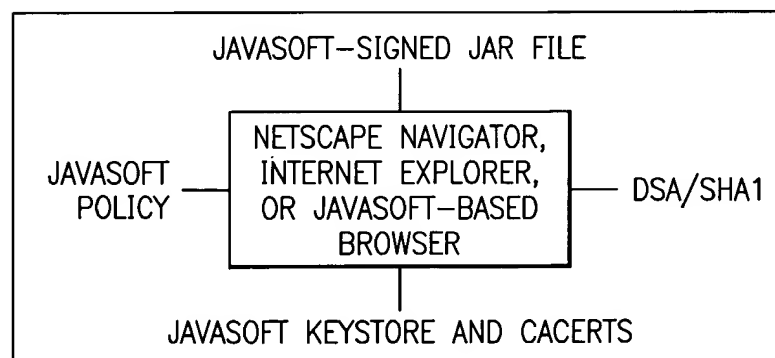 JAVASOFT-SIGNED JAR FILE
JAVASOFT
POLICY
NETSCAPE NAVIGATOR,
INTERNET EXPLORER,
OR JAVASOFT-BASED
BROWSER
DSA/SHA1
JAVASOFT KEYSTORE AND CACERTS